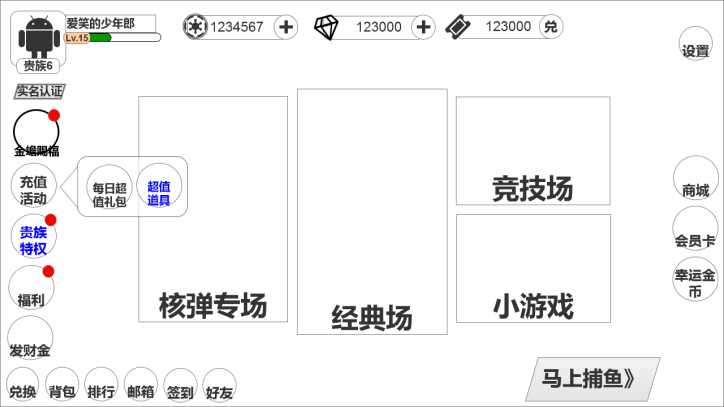 爱笑的少年郎
Lv.15
贵族6
1234567
123000
123000
兑
设置
实名认证
金鳮赐福
充值
活动
每日超
值礼包
超值
道具
贵族
特权
福利
发财金
核弹专场
经典场
竞技场
小游戏
商城
会员卡
幸运金
币
兑换
背包
排行
邮箱
签到
好友
马上捕鱼》